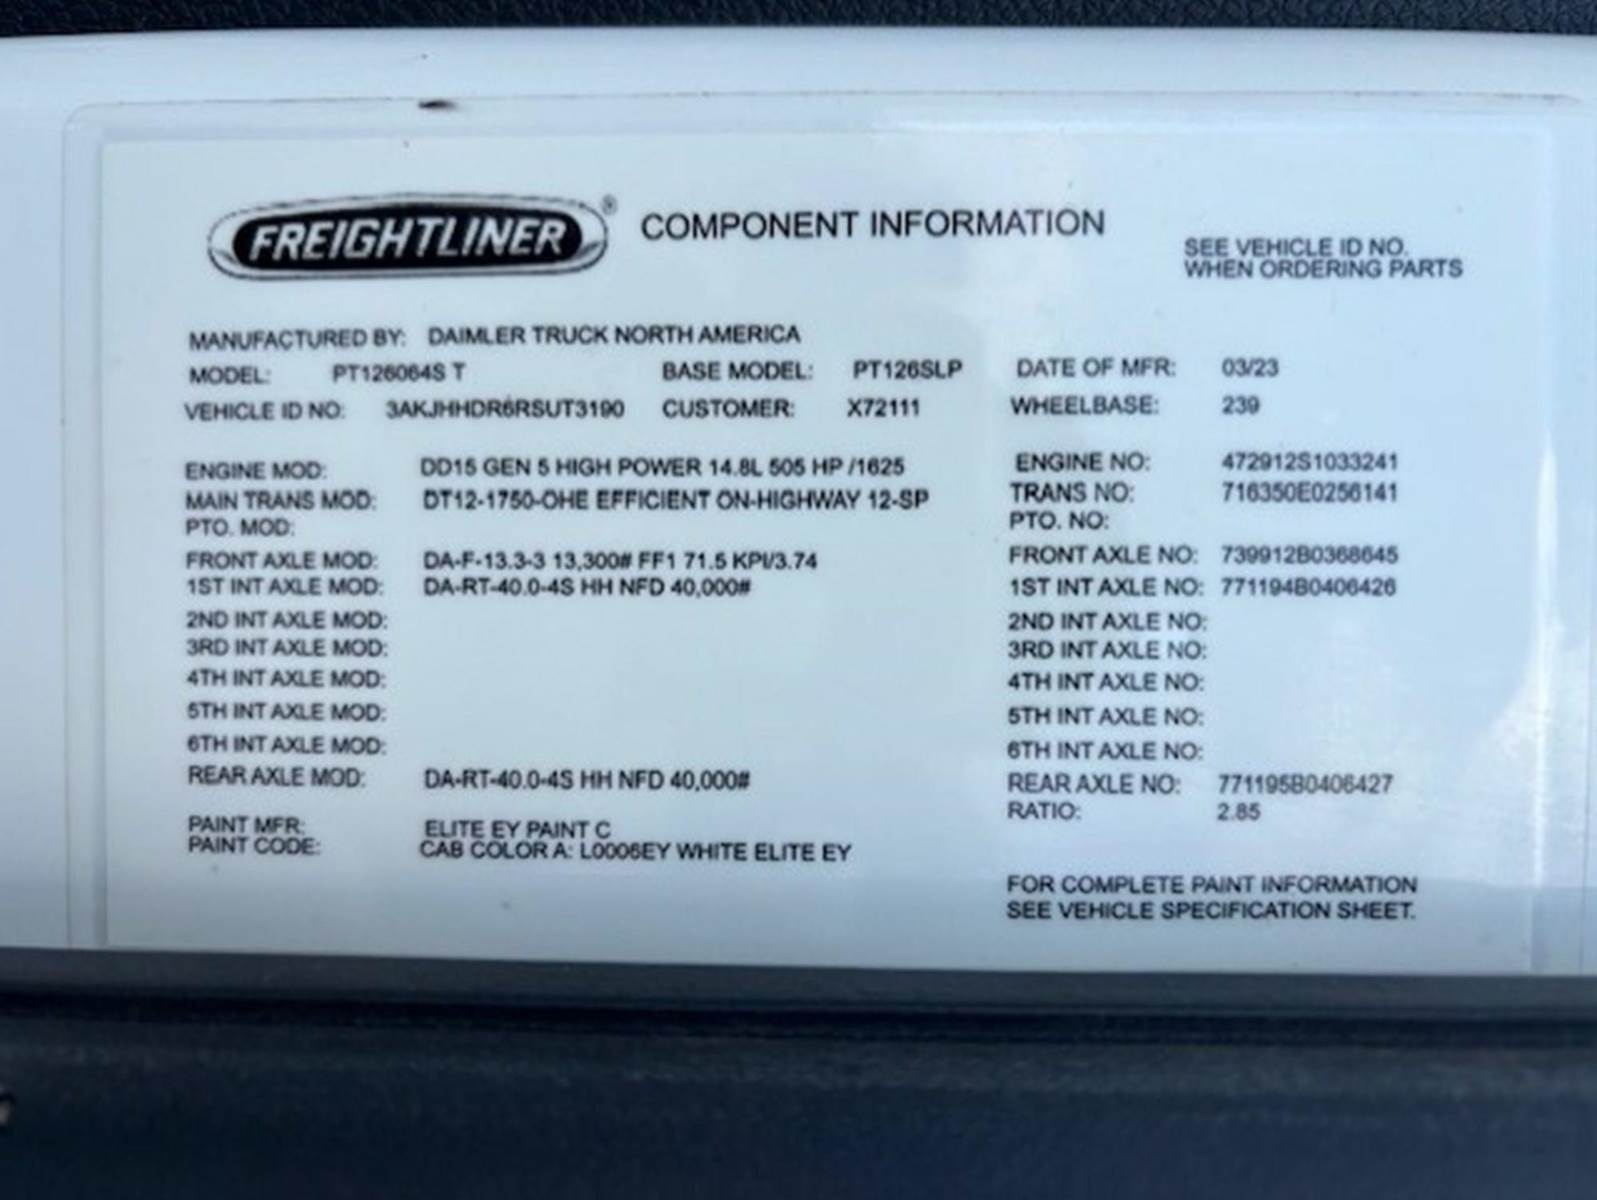 FREIGHTLINER® COMPONENT INFORMATION
SEE VEHICLE ID NO.
WHEN ORDERING PARTS
MANUFACTURED BY: DAIMLER TRUCK NORTH AMERICA
MODEL: PT126064S T BASE MODEL: PT126SLP DATE OF MFR: 03/23
VEHICLE ID NO: 3AKJHHDR6RSUT3190 CUSTOMER: X72111 WHEELBASE: 239
ENGINE MOD: DD15 GEN 5 HIGH POWER 14.8L 505 HP /1625 ENGINE NO: 472912S1033241
MAIN TRANS MOD: DT12-1750-OHE EFFICIENT ON-HIGHWAY 12-SP TRANS NO: 716350E0256141
PTO. MOD: PTO. NO:
FRONT AXLE MOD: DA-F-13.3-3 13,300# FF1 71.5 KPI/3.74 FRONT AXLE NO: 739912B0368645
1ST INT AXLE MOD: DA-RT-40.0-4S HH NFD 40,000# 1ST INT AXLE NO: 771194B0406426
2ND INT AXLE MOD: 2ND INT AXLE NO:
3RD INT AXLE MOD: 3RD INT AXLE NO:
4TH INT AXLE MOD: 4TH INT AXLE NO:
5TH INT AXLE MOD: 5TH INT AXLE NO:
6TH INT AXLE MOD: 6TH INT AXLE NO:
REAR AXLE MOD: DA-RT-40.0-4S HH NFD 40,000# REAR AXLE NO: 771195B0406427
RATIO: 2.85
PAINT MFR: ELITE EY PAINT C
PAINT CODE: CAB COLOR A: L0006EY WHITE ELITE EY
FOR COMPLETE PAINT INFORMATION
SEE VEHICLE SPECIFICATION SHEET.